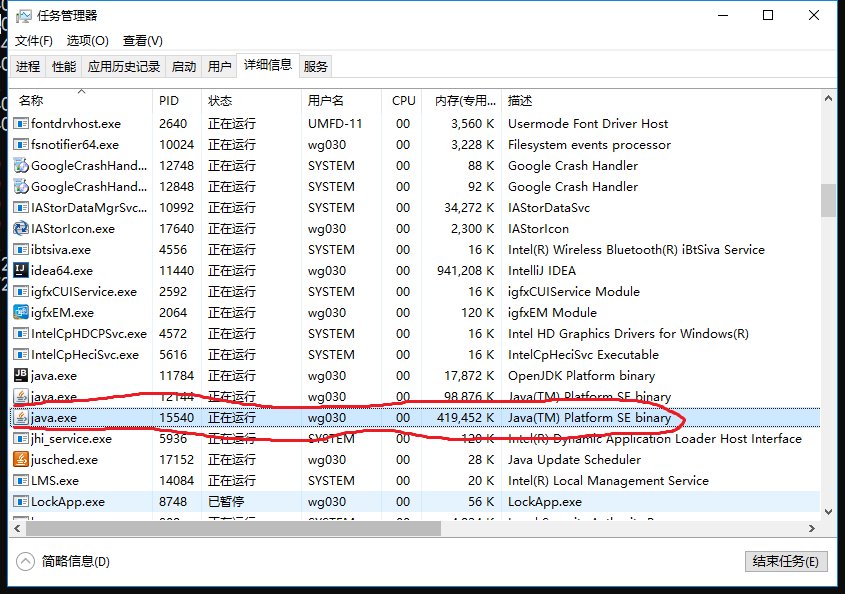 任务管理器
文件(F) 选项(O) 查看(V)
进程 性能 应用历史记录 启动 用户 详细信息 服务
名称 PID 状态 用户名 CPU 内存(专用... 描述
fontdrvhost.exe 2640 正在运行 UMFD-11 00 3,560 K Usermode Font Driver Host
fsnotifier64.exe 10024 正在运行 wg030 00 3,228 K Filesystem events processor
GoogleCrashHand... 12748 正在运行 SYSTEM 00 88 K Google Crash Handler
GoogleCrashHand... 12848 正在运行 SYSTEM 00 92 K Google Crash Handler
IAStorDataMgrSvc... 10992 正在运行 SYSTEM 00 34,272 K IAStorDataSvc
IAStorIcon.exe 17640 正在运行 wg030 00 2,300 K IAStorIcon
ibtsiva.exe 4556 正在运行 SYSTEM 00 16 K Intel(R) Wireless Bluetooth(R) iBtSiva Service
idea64.exe 11440 正在运行 wg030 00 941,208 K IntelliJ IDEA
igfxCUIService.exe 2592 正在运行 SYSTEM 00 16 K igfxCUIService Module
igfxEM.exe 2064 正在运行 wg030 00 120 K igfxEM Module
IntelCpHDCPSvc.exe 4572 正在运行 SYSTEM 00 16 K Intel HD Graphics Drivers for Windows(R)
IntelCpHeciSvc.exe 5616 正在运行 SYSTEM 00 16 K IntelCpHeciSvc Executable
java.exe 11784 正在运行 wg030 00 17,872 K OpenJDK Platform binary
java.exe 12144 正在运行 wg030 00 98,876 K Java(TM) Platform SE binary
java.exe 15540 正在运行 wg030 00 419,452 K Java(TM) Platform SE binary
jhi_service.exe 5936 正在运行 SYSTEM 00 120 K Intel(R) Dynamic Application Loader Host Interface
jusched.exe 17152 正在运行 wg030 00 28 K Java Update Scheduler
LMS.exe 14084 正在运行 SYSTEM 00 20 K Intel(R) Local Management Service
LockApp.exe 8748 已暂停 wg030 00 56 K LockApp.exe
简略信息(D) 结束任务(E)